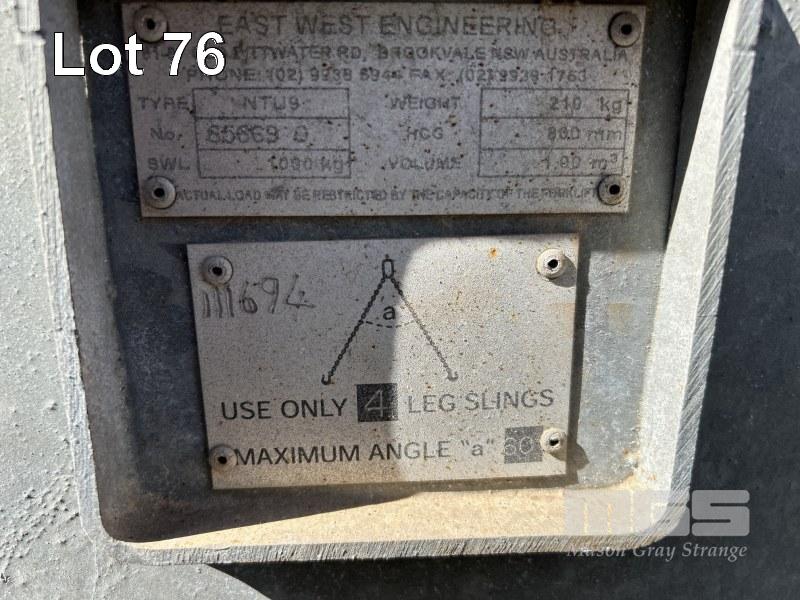 Lot 76
EAST WEST ENGINEERING
PITTWATER RD, BROOKVALE NSW AUSTRALIA
PHONE: (02) 9938 6944 FAX: (02) 9939 1763
TYPE NTU9 WEIGHT 210 kg
No. 65669 HCG 800 mm
SWL 1000 kg VOLUME 1.00 m³
ACTUAL LOAD MAY BE RESTRICTED BY THE CAPACITY OF THE FORKLIFT
111694
a
USE ONLY 4 LEG SLINGS
MAXIMUM ANGLE "a" 60°
MGS
Mason Gray Strange